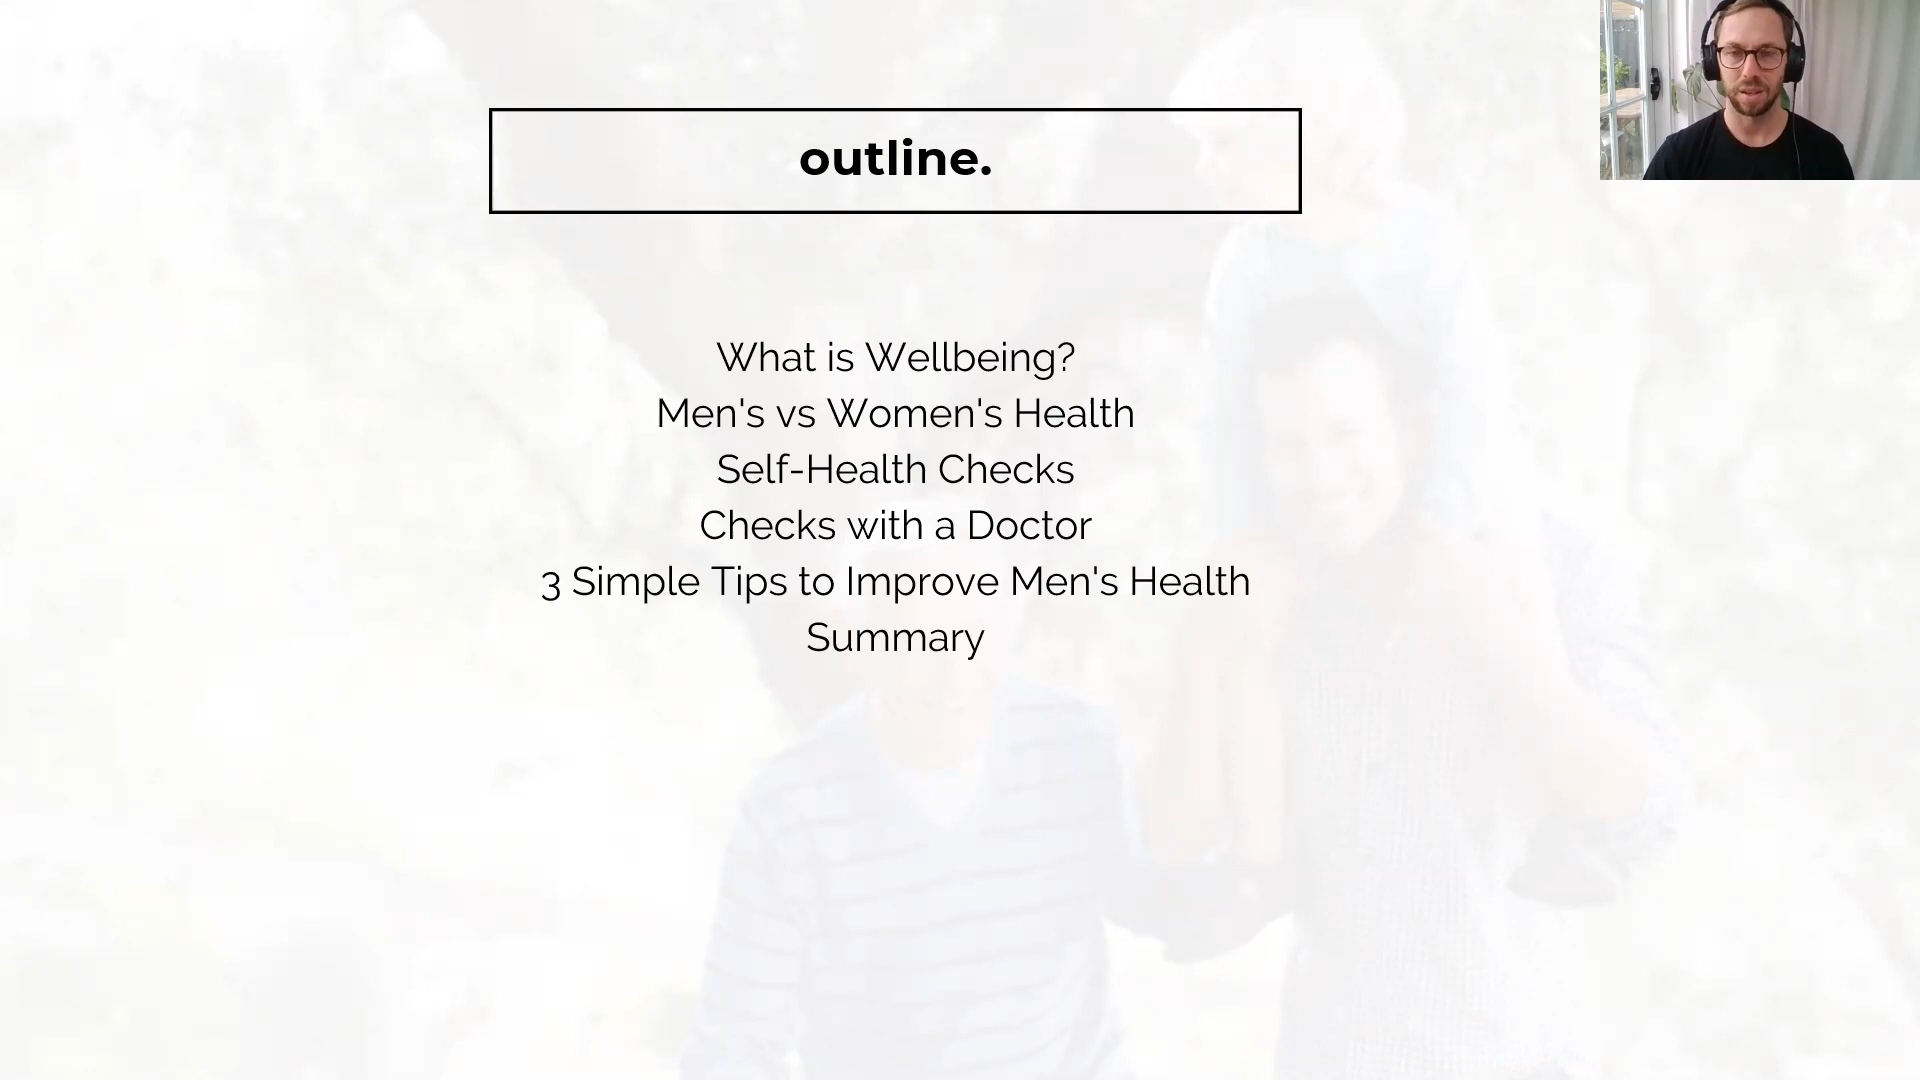 outline.
What is Wellbeing?
Men's vs Women's Health
Self-Health Checks
Checks with a Doctor
3 Simple Tips to Improve Men's Health
Summary